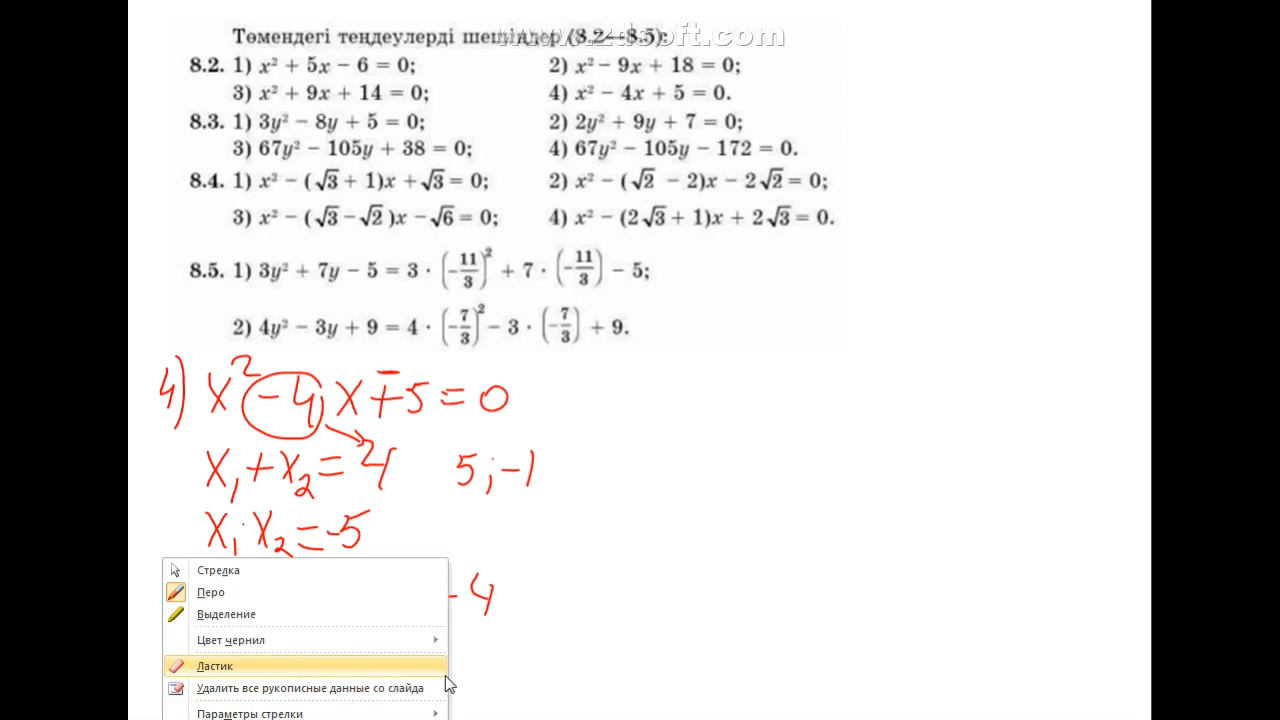 Төмендегі теңдеулерді шешіңдер (8.2—8.5):
www.zdsoft.com
8.2. 1) x² + 5x − 6 = 0; 2) x² − 9x + 18 = 0;
3) x² + 9x + 14 = 0; 4) x² − 4x + 5 = 0.
8.3. 1) 3y² − 8y + 5 = 0; 2) 2y² + 9y + 7 = 0;
3) 67y² − 105y + 38 = 0; 4) 67y² − 105y − 172 = 0.
8.4. 1) x² − (√3 + 1)x + √3 = 0; 2) x² − (√2 − 2)x − 2√2 = 0;
3) x² − (√3 − √2)x − √6 = 0; 4) x² − (2√3 + 1)x + 2√3 = 0.
8.5. 1) 3y² + 7y − 5 = 3 · (−11/3)² + 7 · (−11/3) − 5;
2) 4y² − 3y + 9 = 4 · (−7/3)² − 3 · (−7/3) + 9.
4) x² − 4x − 5 = 0
x₁ + x₂ = 4 5; −1
x₁ · x₂ = −5
− 4
Стрелка
Перо
Выделение
Цвет чернил
Ластик
Удалить все рукописные данные со слайда
Параметры стрелки